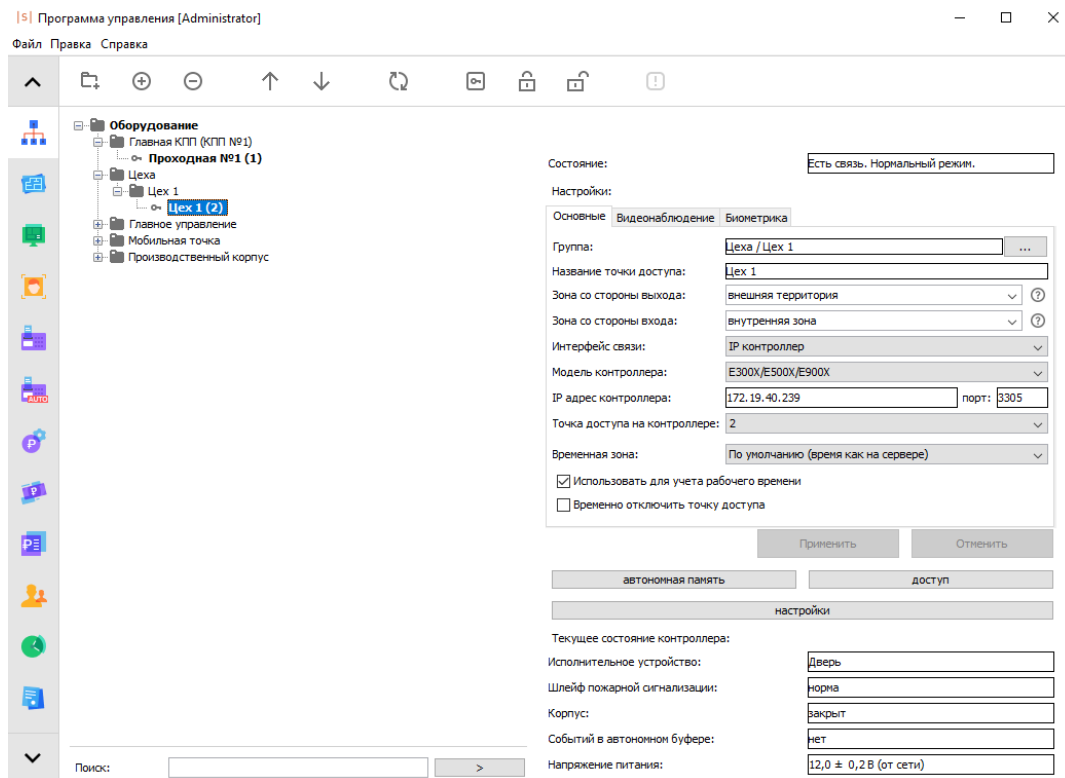 |S| Программа управления [Administrator]
Файл Правка Справка
Оборудование
Главная КПП (КПП №1)
Проходная №1 (1)
Цеха
Цех 1
Цех 1 (2)
Главное управление
Мобильная точка
Производственный корпус
AUTO
Поиск: >
Состояние: Есть связь. Нормальный режим.
Настройки:
Основные Видеонаблюдение Биометрика
Группа: Цеха / Цех 1 ...
Название точки доступа: Цех 1
Зона со стороны выхода: внешняя территория ?
Зона со стороны входа: внутренняя зона ?
Интерфейс связи: IP контроллер
Модель контроллера: E300X/E500X/E900X
IP адрес контроллера: 172.19.40.239 порт: 3305
Точка доступа на контроллере: 2
Временная зона: По умолчанию (время как на сервере)
Использовать для учета рабочего времени
Временно отключить точку доступа
Применить Отменить
автономная память доступ
настройки
Текущее состояние контроллера:
Исполнительное устройство: Дверь
Шлейф пожарной сигнализации: норма
Корпус: закрыт
Событий в автономном буфере: нет
Напряжение питания: 12,0 ± 0,2 В (от сети)